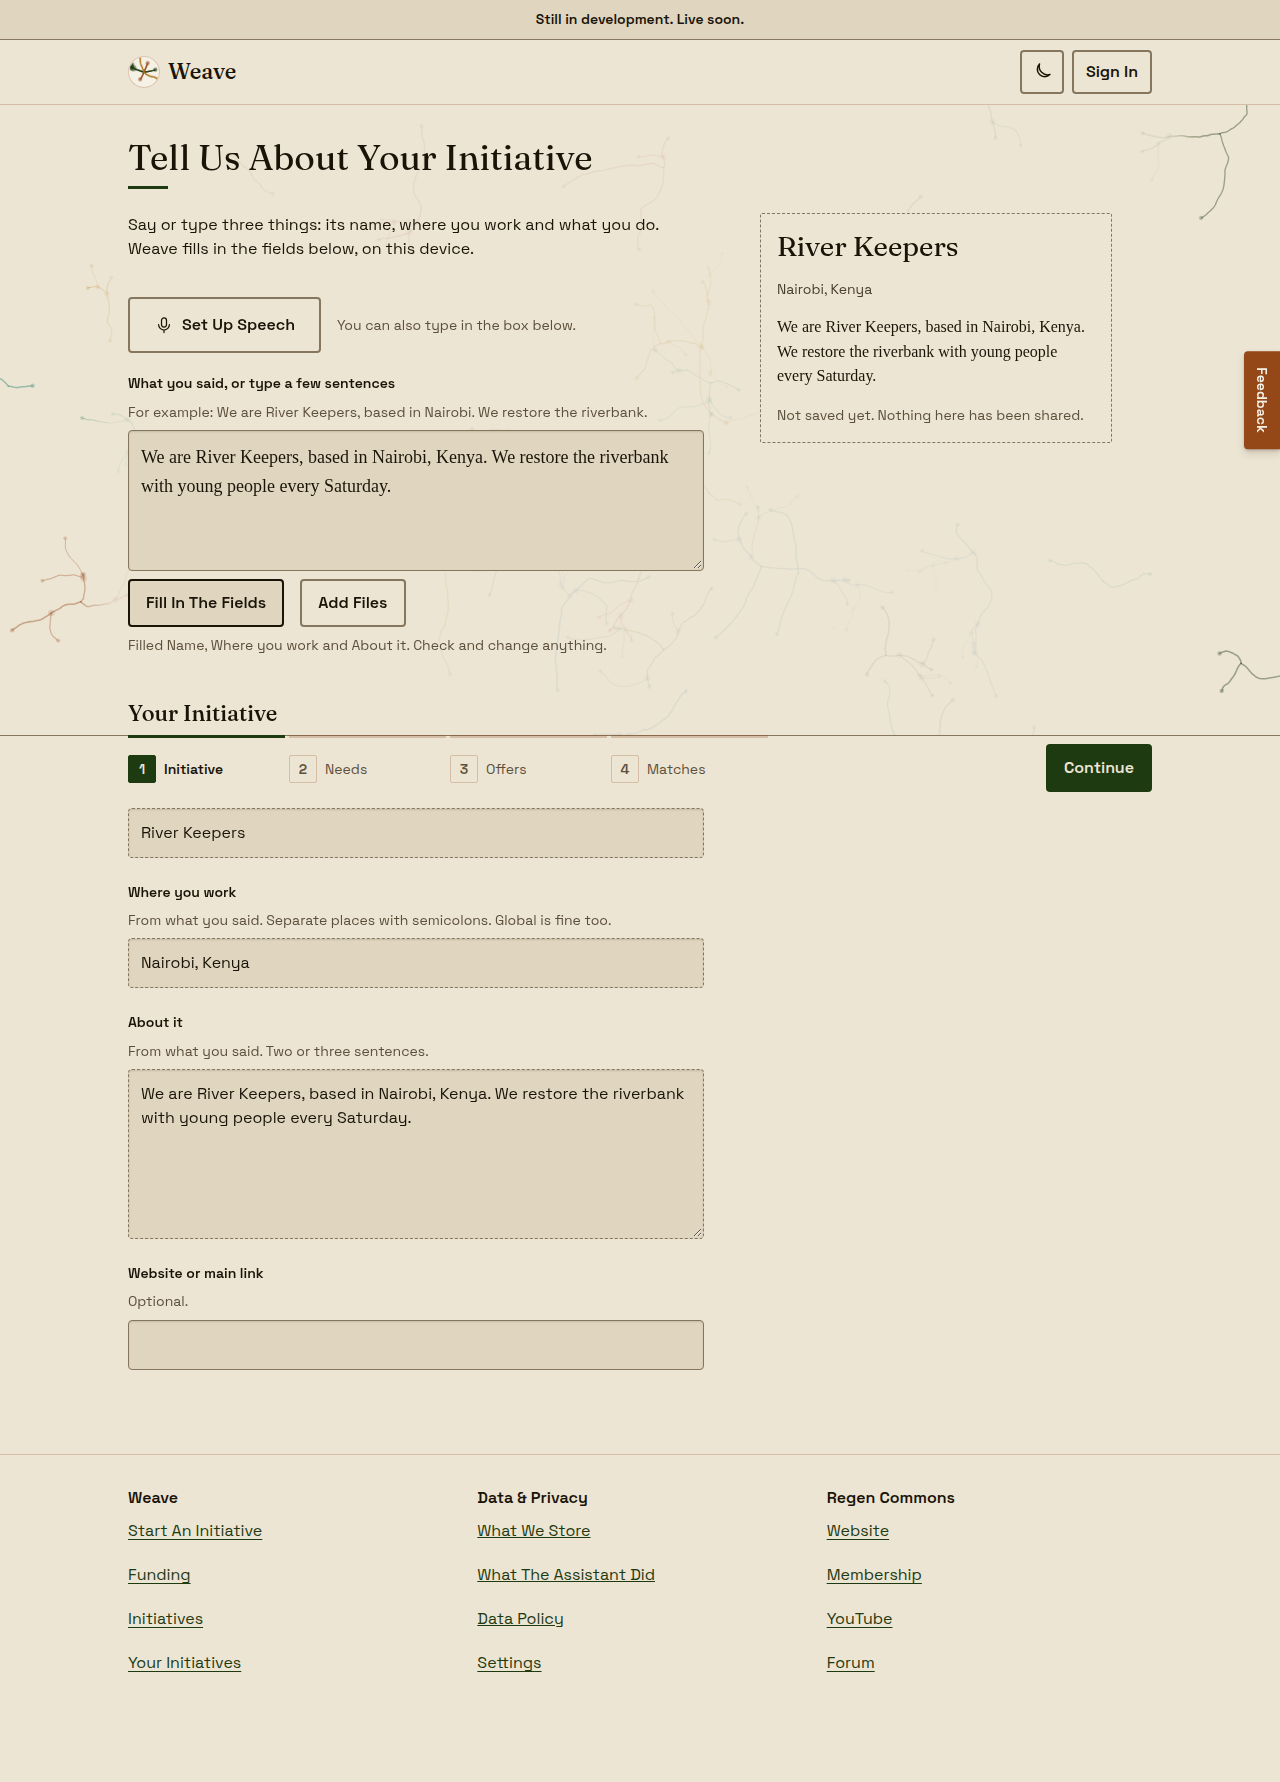 Still in development. Live soon.
Weave
Sign In
Tell Us About Your Initiative
Say or type three things: its name, where you work and what you do.
Weave fills in the fields below, on this device.
Set Up Speech
You can also type in the box below.
What you said, or type a few sentences
For example: We are River Keepers, based in Nairobi. We restore the riverbank.
We are River Keepers, based in Nairobi, Kenya. We restore the riverbank
with young people every Saturday.
Fill In The Fields
Add Files
Filled Name, Where you work and About it. Check and change anything.
River Keepers
Nairobi, Kenya
We are River Keepers, based in Nairobi, Kenya.
We restore the riverbank with young people
every Saturday.
Not saved yet. Nothing here has been shared.
Feedback
Your Initiative
1 Initiative
2 Needs
3 Offers
4 Matches
Continue
River Keepers
Where you work
From what you said. Separate places with semicolons. Global is fine too.
Nairobi, Kenya
About it
From what you said. Two or three sentences.
We are River Keepers, based in Nairobi, Kenya. We restore the riverbank
with young people every Saturday.
Website or main link
Optional.
Weave
Start An Initiative
Funding
Initiatives
Your Initiatives
Data & Privacy
What We Store
What The Assistant Did
Data Policy
Settings
Regen Commons
Website
Membership
YouTube
Forum